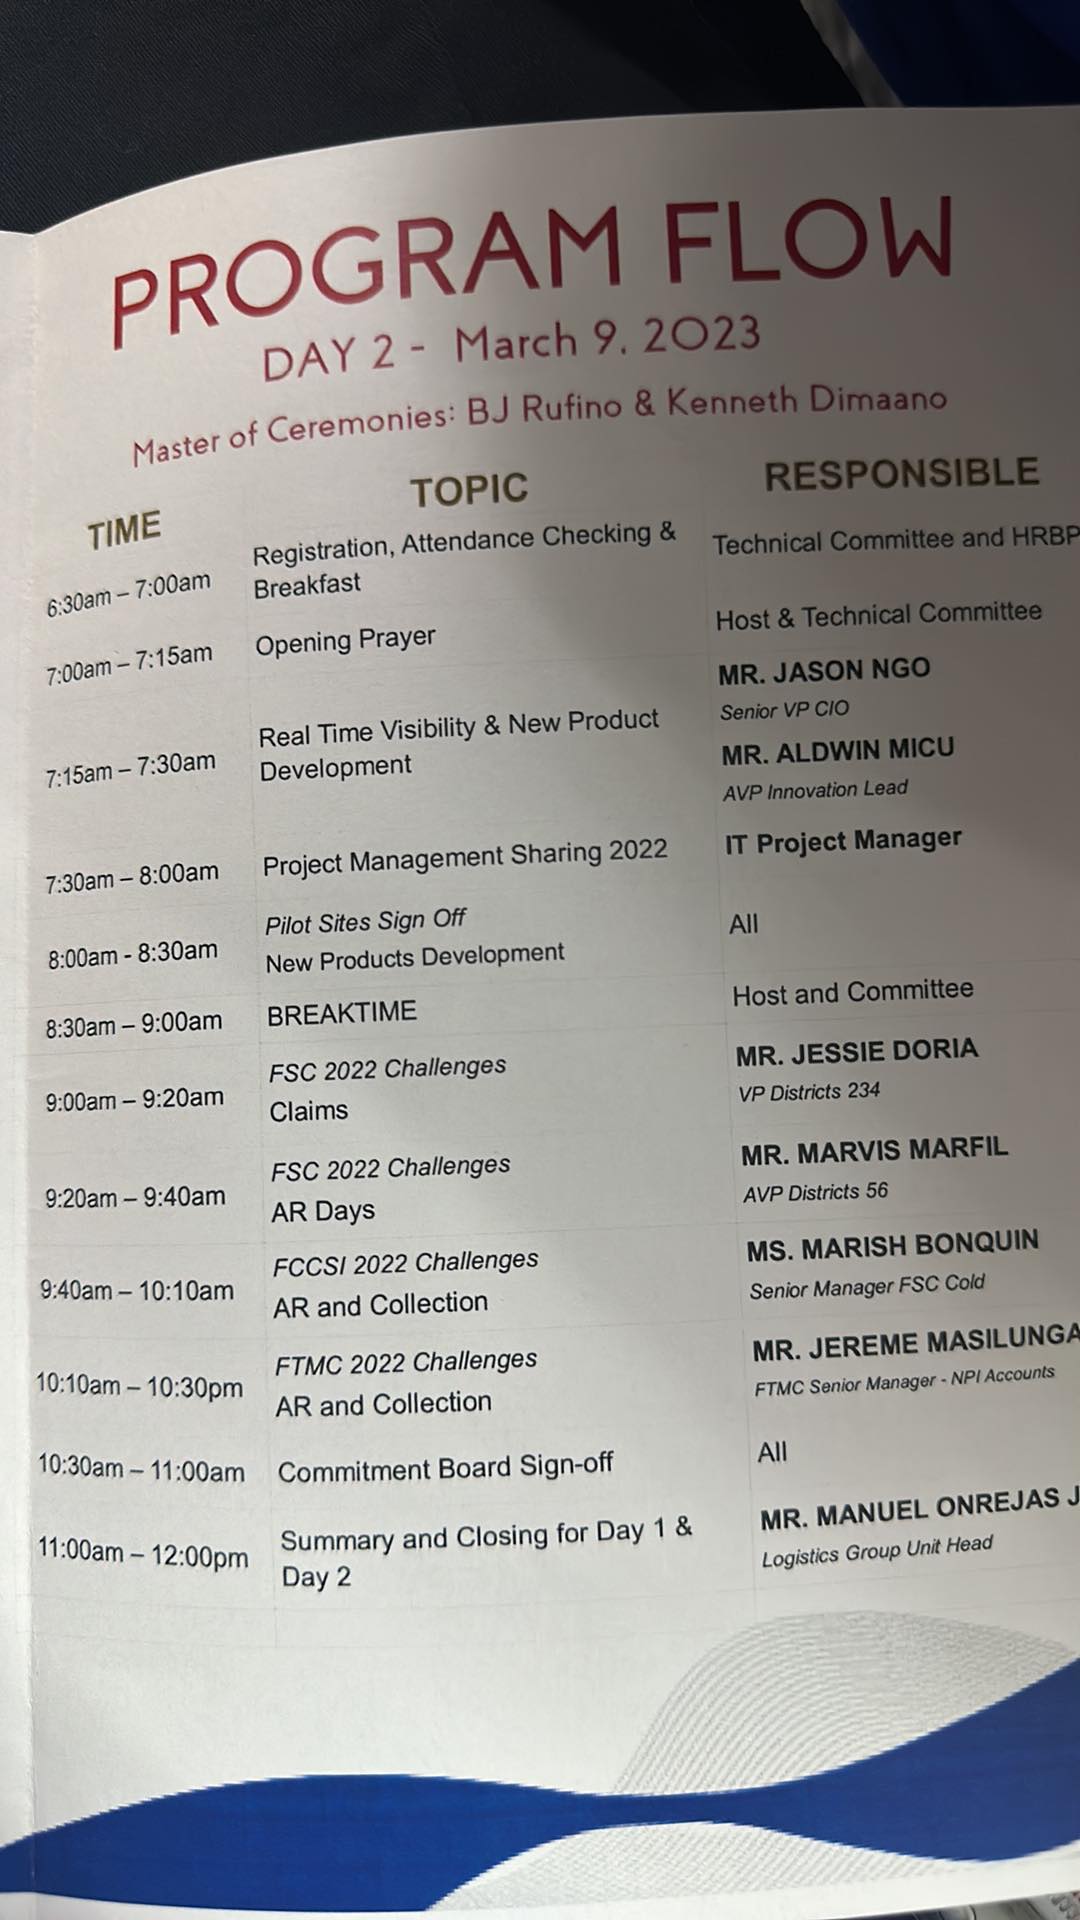 PROGRAM FLOW
DAY 2 - March 9, 2023
Master of Ceremonies: BJ Rufino & Kenneth Dimaano
TIME TOPIC RESPONSIBLE
6:30am – 7:00am Registration, Attendance Checking & Technical Committee and HRBP
Breakfast
7:00am – 7:15am Opening Prayer Host & Technical Committee
7:15am – 7:30am Real Time Visibility & New Product MR. JASON NGO
Development Senior VP CIO
MR. ALDWIN MICU
AVP Innovation Lead
7:30am – 8:00am Project Management Sharing 2022 IT Project Manager
8:00am - 8:30am Pilot Sites Sign Off All
New Products Development
8:30am – 9:00am BREAKTIME Host and Committee
9:00am – 9:20am FSC 2022 Challenges MR. JESSIE DORIA
Claims VP Districts 234
9:20am – 9:40am FSC 2022 Challenges MR. MARVIS MARFIL
AR Days AVP Districts 56
9:40am – 10:10am FCCSI 2022 Challenges MS. MARISH BONQUIN
AR and Collection Senior Manager FSC Cold
10:10am – 10:30pm FTMC 2022 Challenges MR. JEREME MASILUNGA
AR and Collection FTMC Senior Manager - NPI Accounts
10:30am – 11:00am Commitment Board Sign-off All
11:00am – 12:00pm Summary and Closing for Day 1 & MR. MANUEL ONREJAS J
Day 2 Logistics Group Unit Head